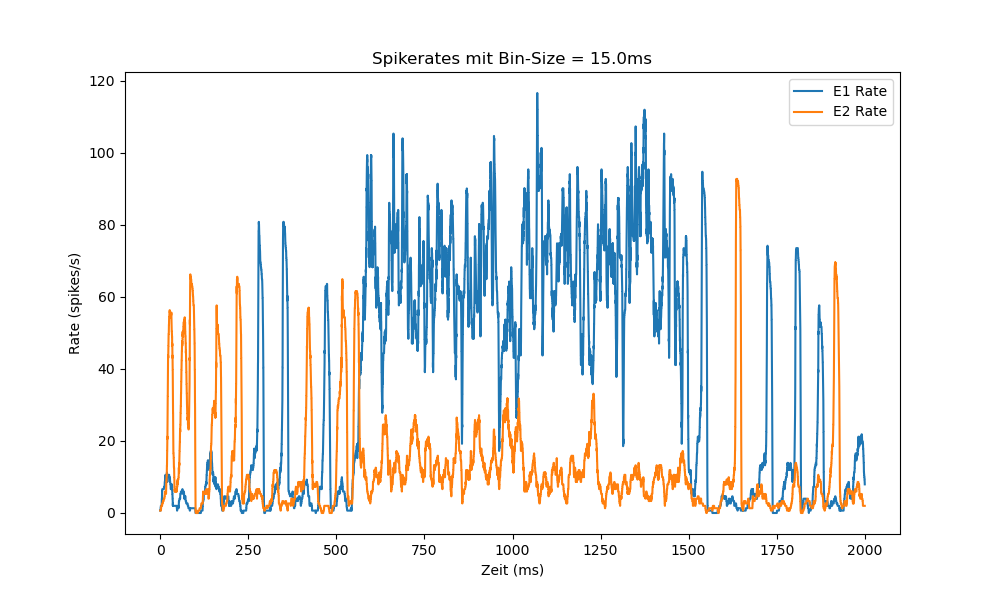 Spikerates mit Bin-Size = 15.0ms
E1 Rate
E2 Rate
120
100
80
60
40
20
0
Rate (spikes/s)
0 250 500 750 1000 1250 1500 1750 2000
Zeit (ms)